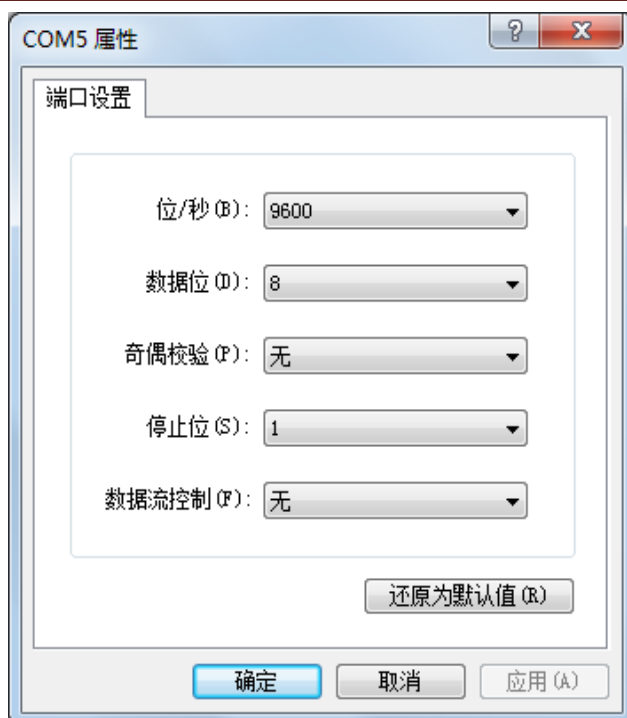 COM5 属性
端口设置
位/秒(B): 9600
数据位(D): 8
奇偶校验(P): 无
停止位(S): 1
数据流控制(F): 无
还原为默认值(R)
确定 取消 应用(A)